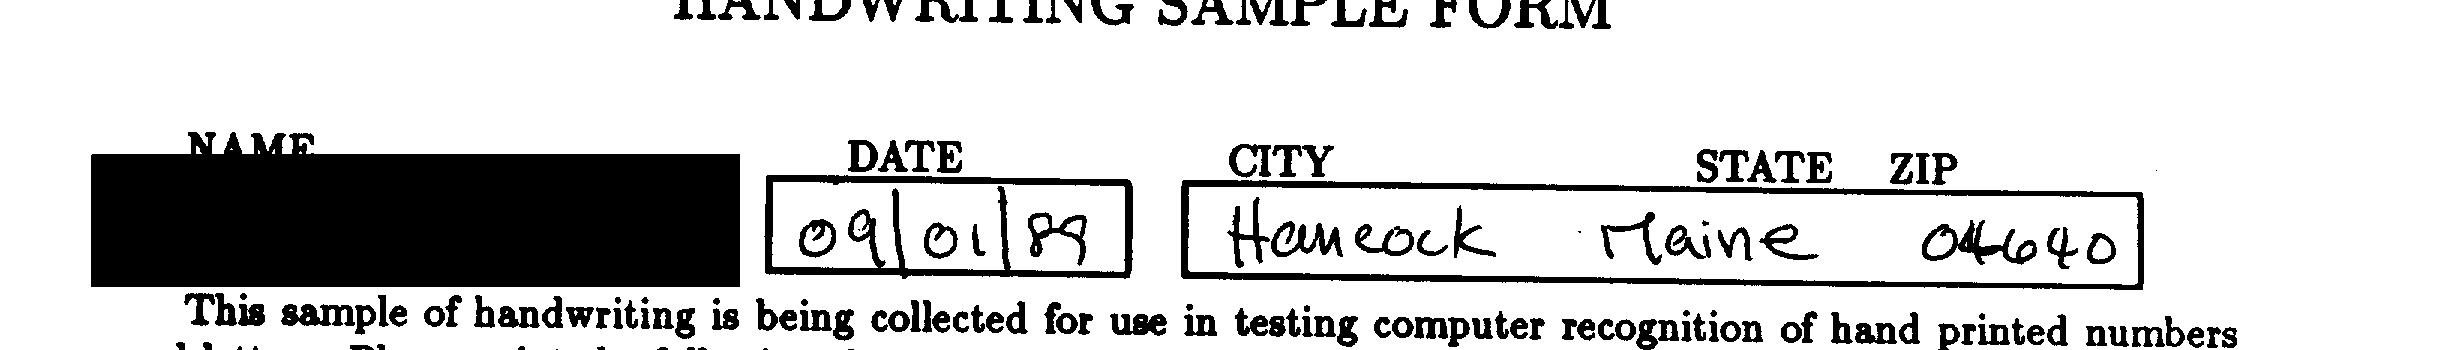 HANDWRITING SAMPLE FORM
NAME DATE CITY STATE ZIP
09/01/89 Hancock Maine 04640
This sample of handwriting is being collected for use in testing computer recognition of hand printed numbers